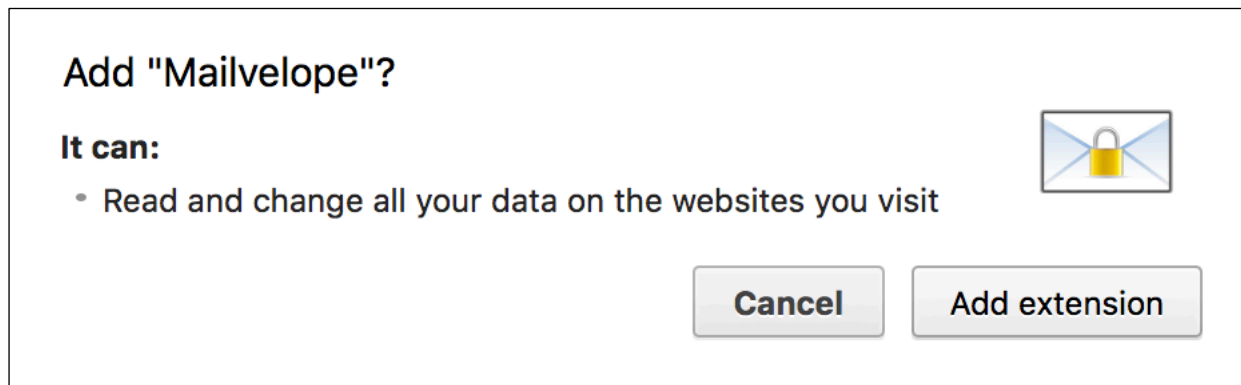 Add "Mailvelope"?
It can:
• Read and change all your data on the websites you visit
Cancel
Add extension